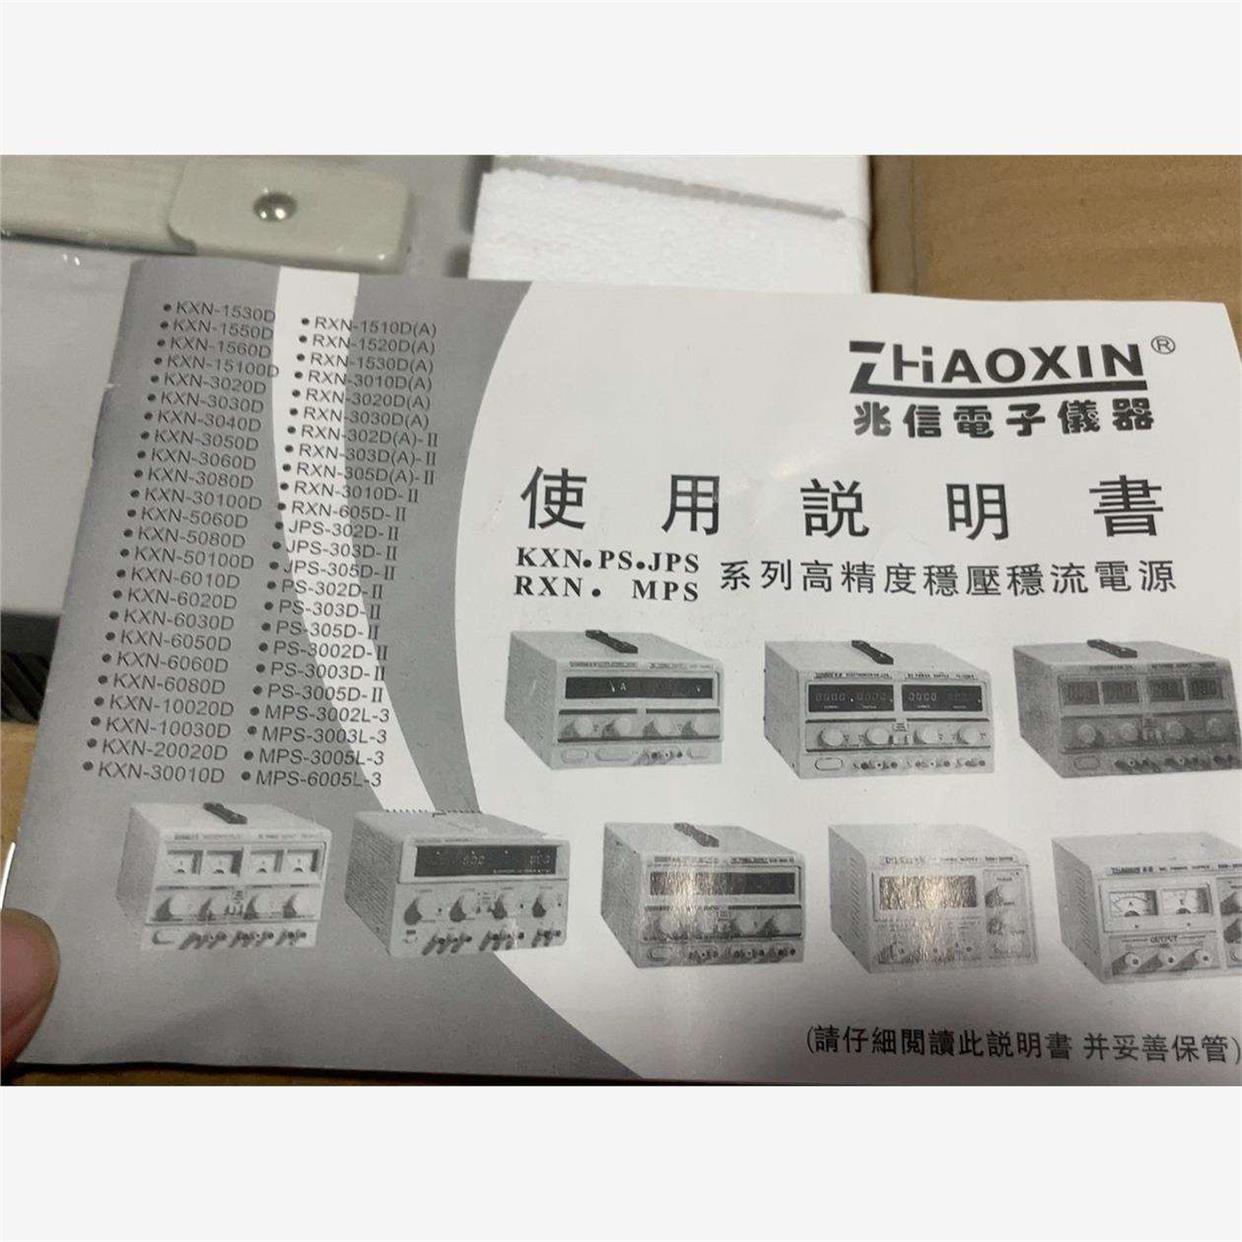 KXN-1530D
KXN-1550D
KXN-1560D
KXN-15100D
KXN-3020D
KXN-3030D
KXN-3040D
KXN-3050D
KXN-3060D
KXN-3080D
KXN-30100D
KXN-5060D
KXN-5080D
KXN-50100D
KXN-6010D
KXN-6020D
KXN-6030D
KXN-6050D
KXN-6060D
KXN-6080D
KXN-10020D
KXN-10030D
KXN-20020D
KXN-30010D
RXN-1510D(A)
RXN-1520D(A)
RXN-1530D(A)
RXN-3010D(A)
RXN-3020D(A)
RXN-3030D(A)
RXN-302D(A)-II
RXN-303D(A)-II
RXN-305D(A)-II
RXN-3010D-II
RXN-605D-II
JPS-302D-II
JPS-303D-II
JPS-305D-II
PS-302D-II
PS-303D-II
PS-305D-II
PS-3002D-II
PS-3003D-II
PS-3005D-II
MPS-3002L-3
MPS-3003L-3
MPS-3005L-3
MPS-6005L-3
ZHAOXIN®
兆信電子儀器
使用説明書
KXN.PS.JPS
RXN. MPS
系列高精度穩壓穩流電源
(請仔細閲讀此説明書 并妥善保管)